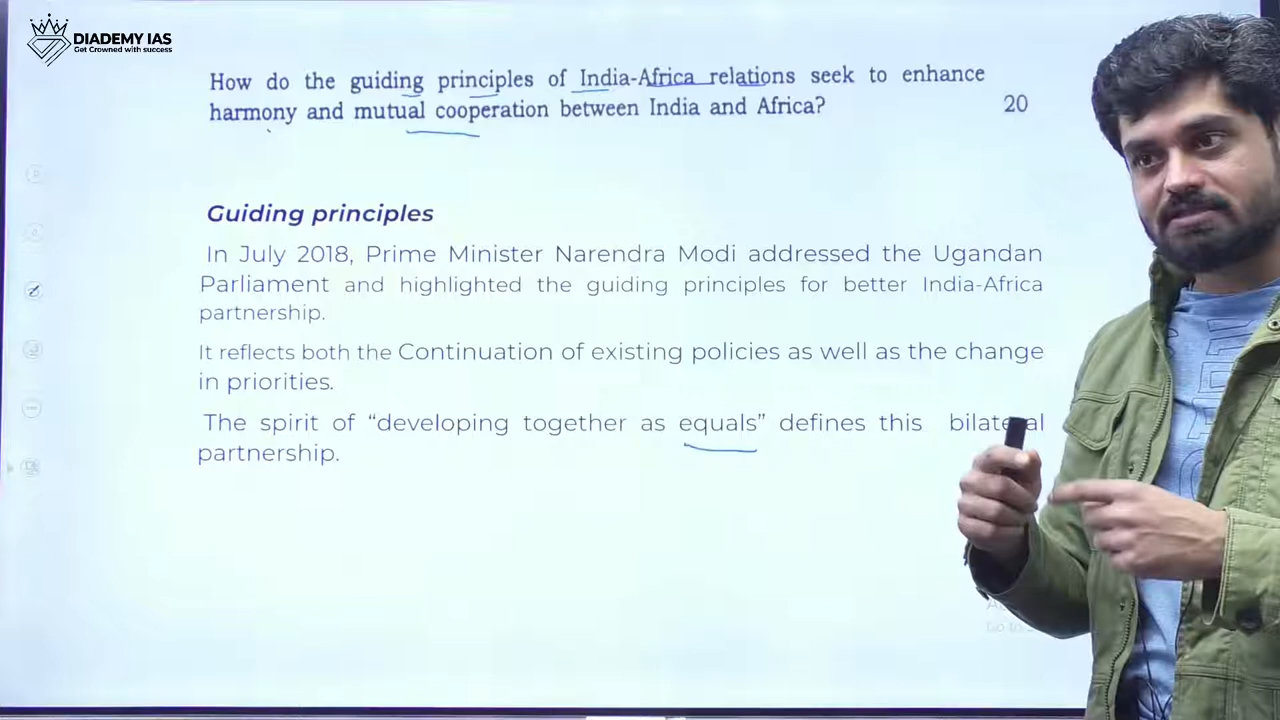 DIADEMY IAS
Get Crowned with success
How do the guiding principles of India-Africa relations seek to enhance
harmony and mutual cooperation between India and Africa? 20
Guiding principles
In July 2018, Prime Minister Narendra Modi addressed the Ugandan
Parliament and highlighted the guiding principles for better India-Africa
partnership.
It reflects both the Continuation of existing policies as well as the change
in priorities.
The spirit of “developing together as equals” defines this bilateral
partnership.